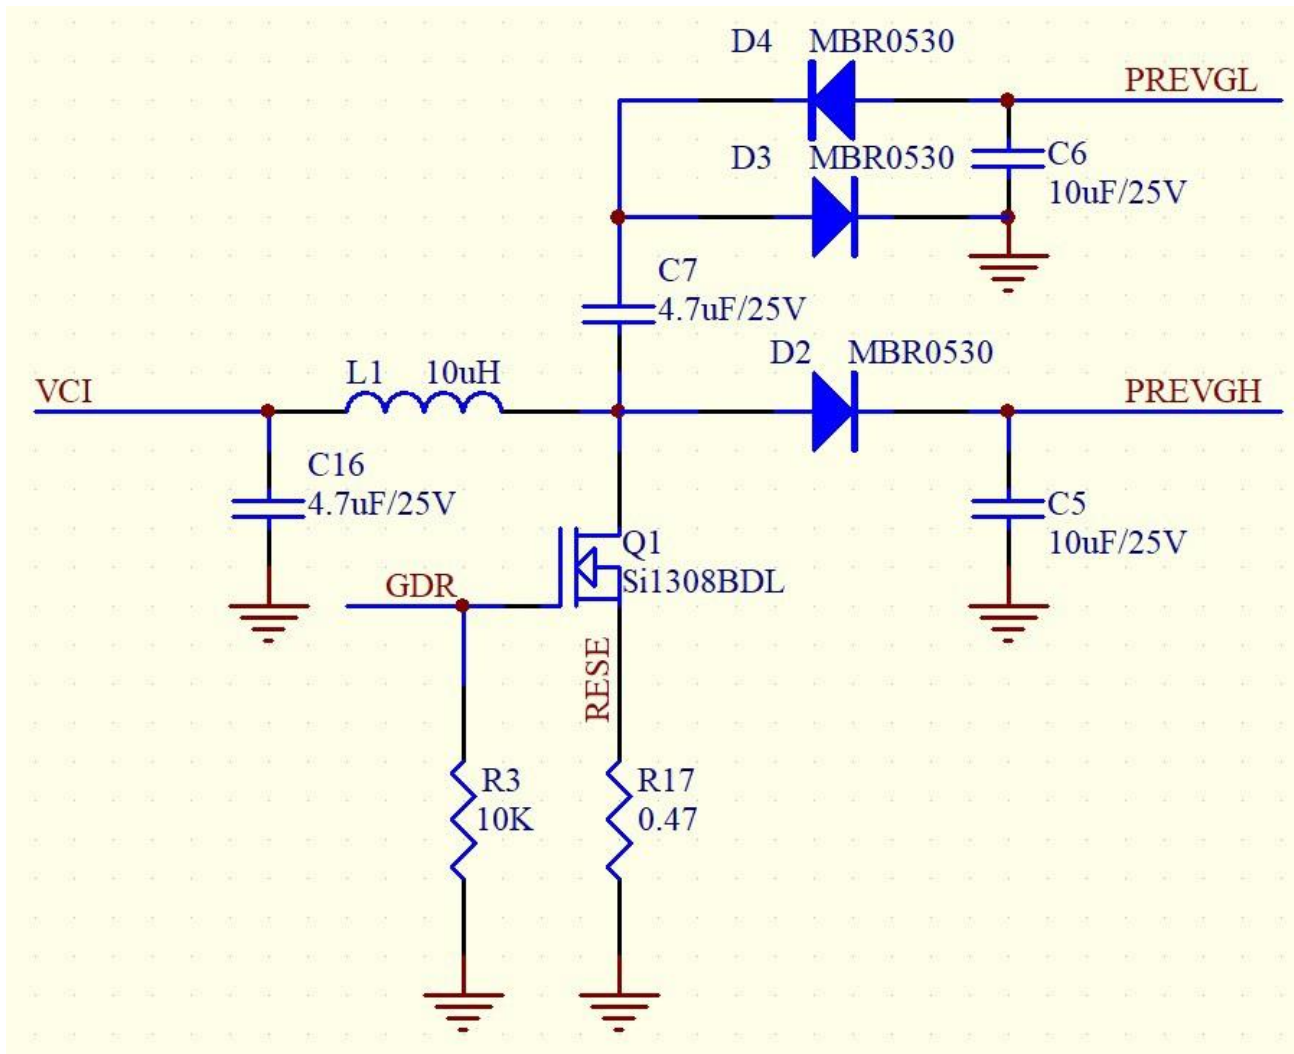 D4 MBR0530
PREVGL
D3 MBR0530
C6
10uF/25V
C7
4.7uF/25V
D2 MBR0530
L1 10uH
VCI
PREVGH
C16
4.7uF/25V
C5
10uF/25V
Q1
Si1308BDL
GDR
RESE
R3
10K
R17
0.47